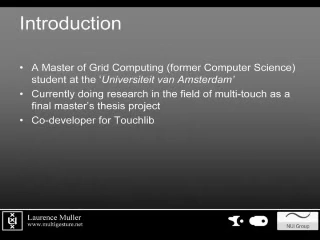 Introduction
• A Master of Grid Computing (former Computer Science)
student at the 'Universiteit van Amsterdam'
• Currently doing research in the field of multi-touch as a
final master's thesis project
• Co-developer for Touchlib
Laurence Muller
www.multigesture.net
NUI Group